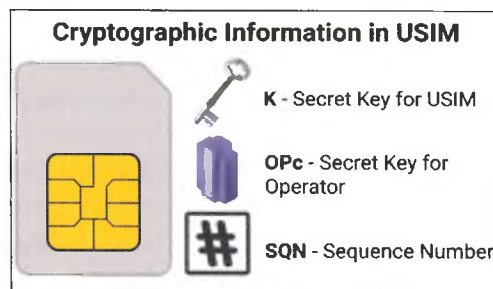 Cryptographic Information in USIM
K - Secret Key for USIM
OPc - Secret Key for
Operator
#
SQN - Sequence Number